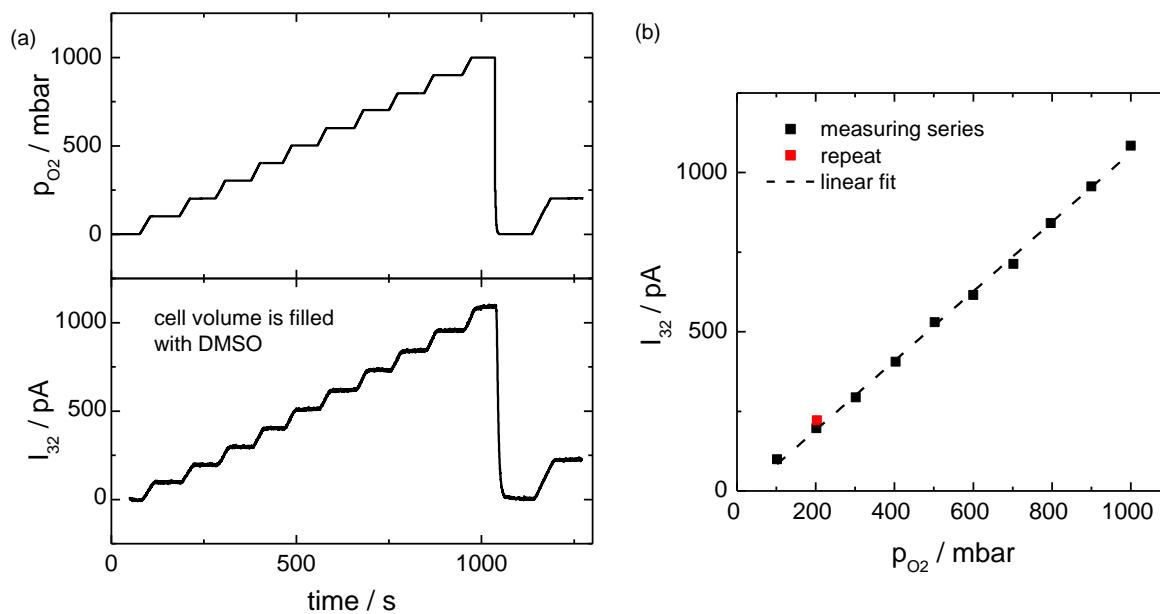 (a)
1000
500
0
p_O2 / mbar
cell volume is filled
with DMSO
1000
500
0
I_32 / pA
0 500 1000
time / s
(b)
measuring series
repeat
linear fit
1000
500
0
I_32 / pA
0 200 400 600 800 1000
p_O2 / mbar